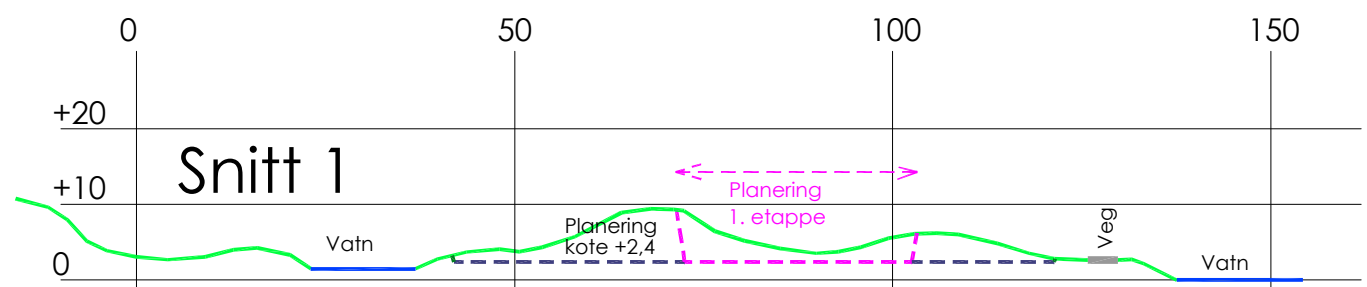 0 50 100 150
+20
Snitt 1
+10
Planering
1. etappe
Planering
kote +2,4
Veg
Vatn
0
Vatn